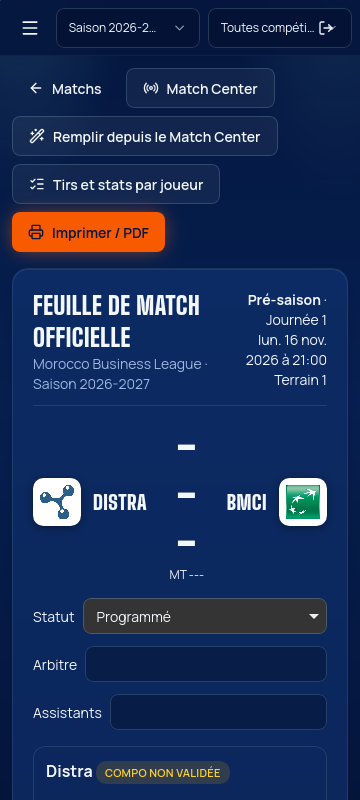 Saison 2026-2...
Toutes compéti...
Matchs
Match Center
Remplir depuis le Match Center
Tirs et stats par joueur
Imprimer / PDF
FEUILLE DE MATCH
OFFICIELLE
Morocco Business League ·
Saison 2026-2027
Pré-saison ·
Journée 1
lun. 16 nov.
2026 à 21:00
Terrain 1
DISTRA
–
–
–
BMCI
MT ---
Statut
Programmé
Arbitre
Assistants
Distra
COMPO NON VALIDÉE